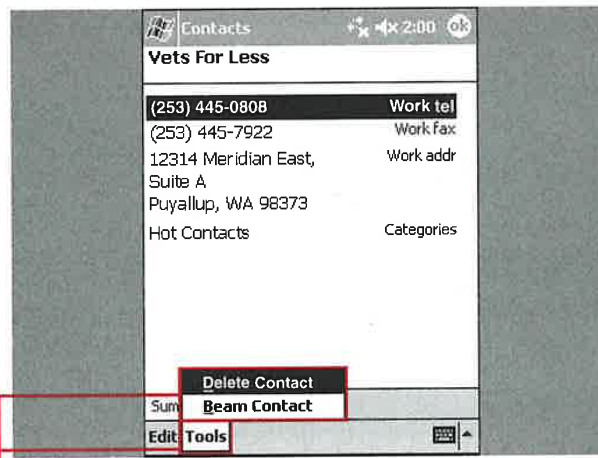 Contacts 2:00 ok
Vets For Less
(253) 445-0808 Work tel
(253) 445-7922 Work fax
12314 Meridian East, Work addr
Suite A
Puyallup, WA 98373
Hot Contacts Categories
Delete Contact
Sum Beam Contact
Edit Tools